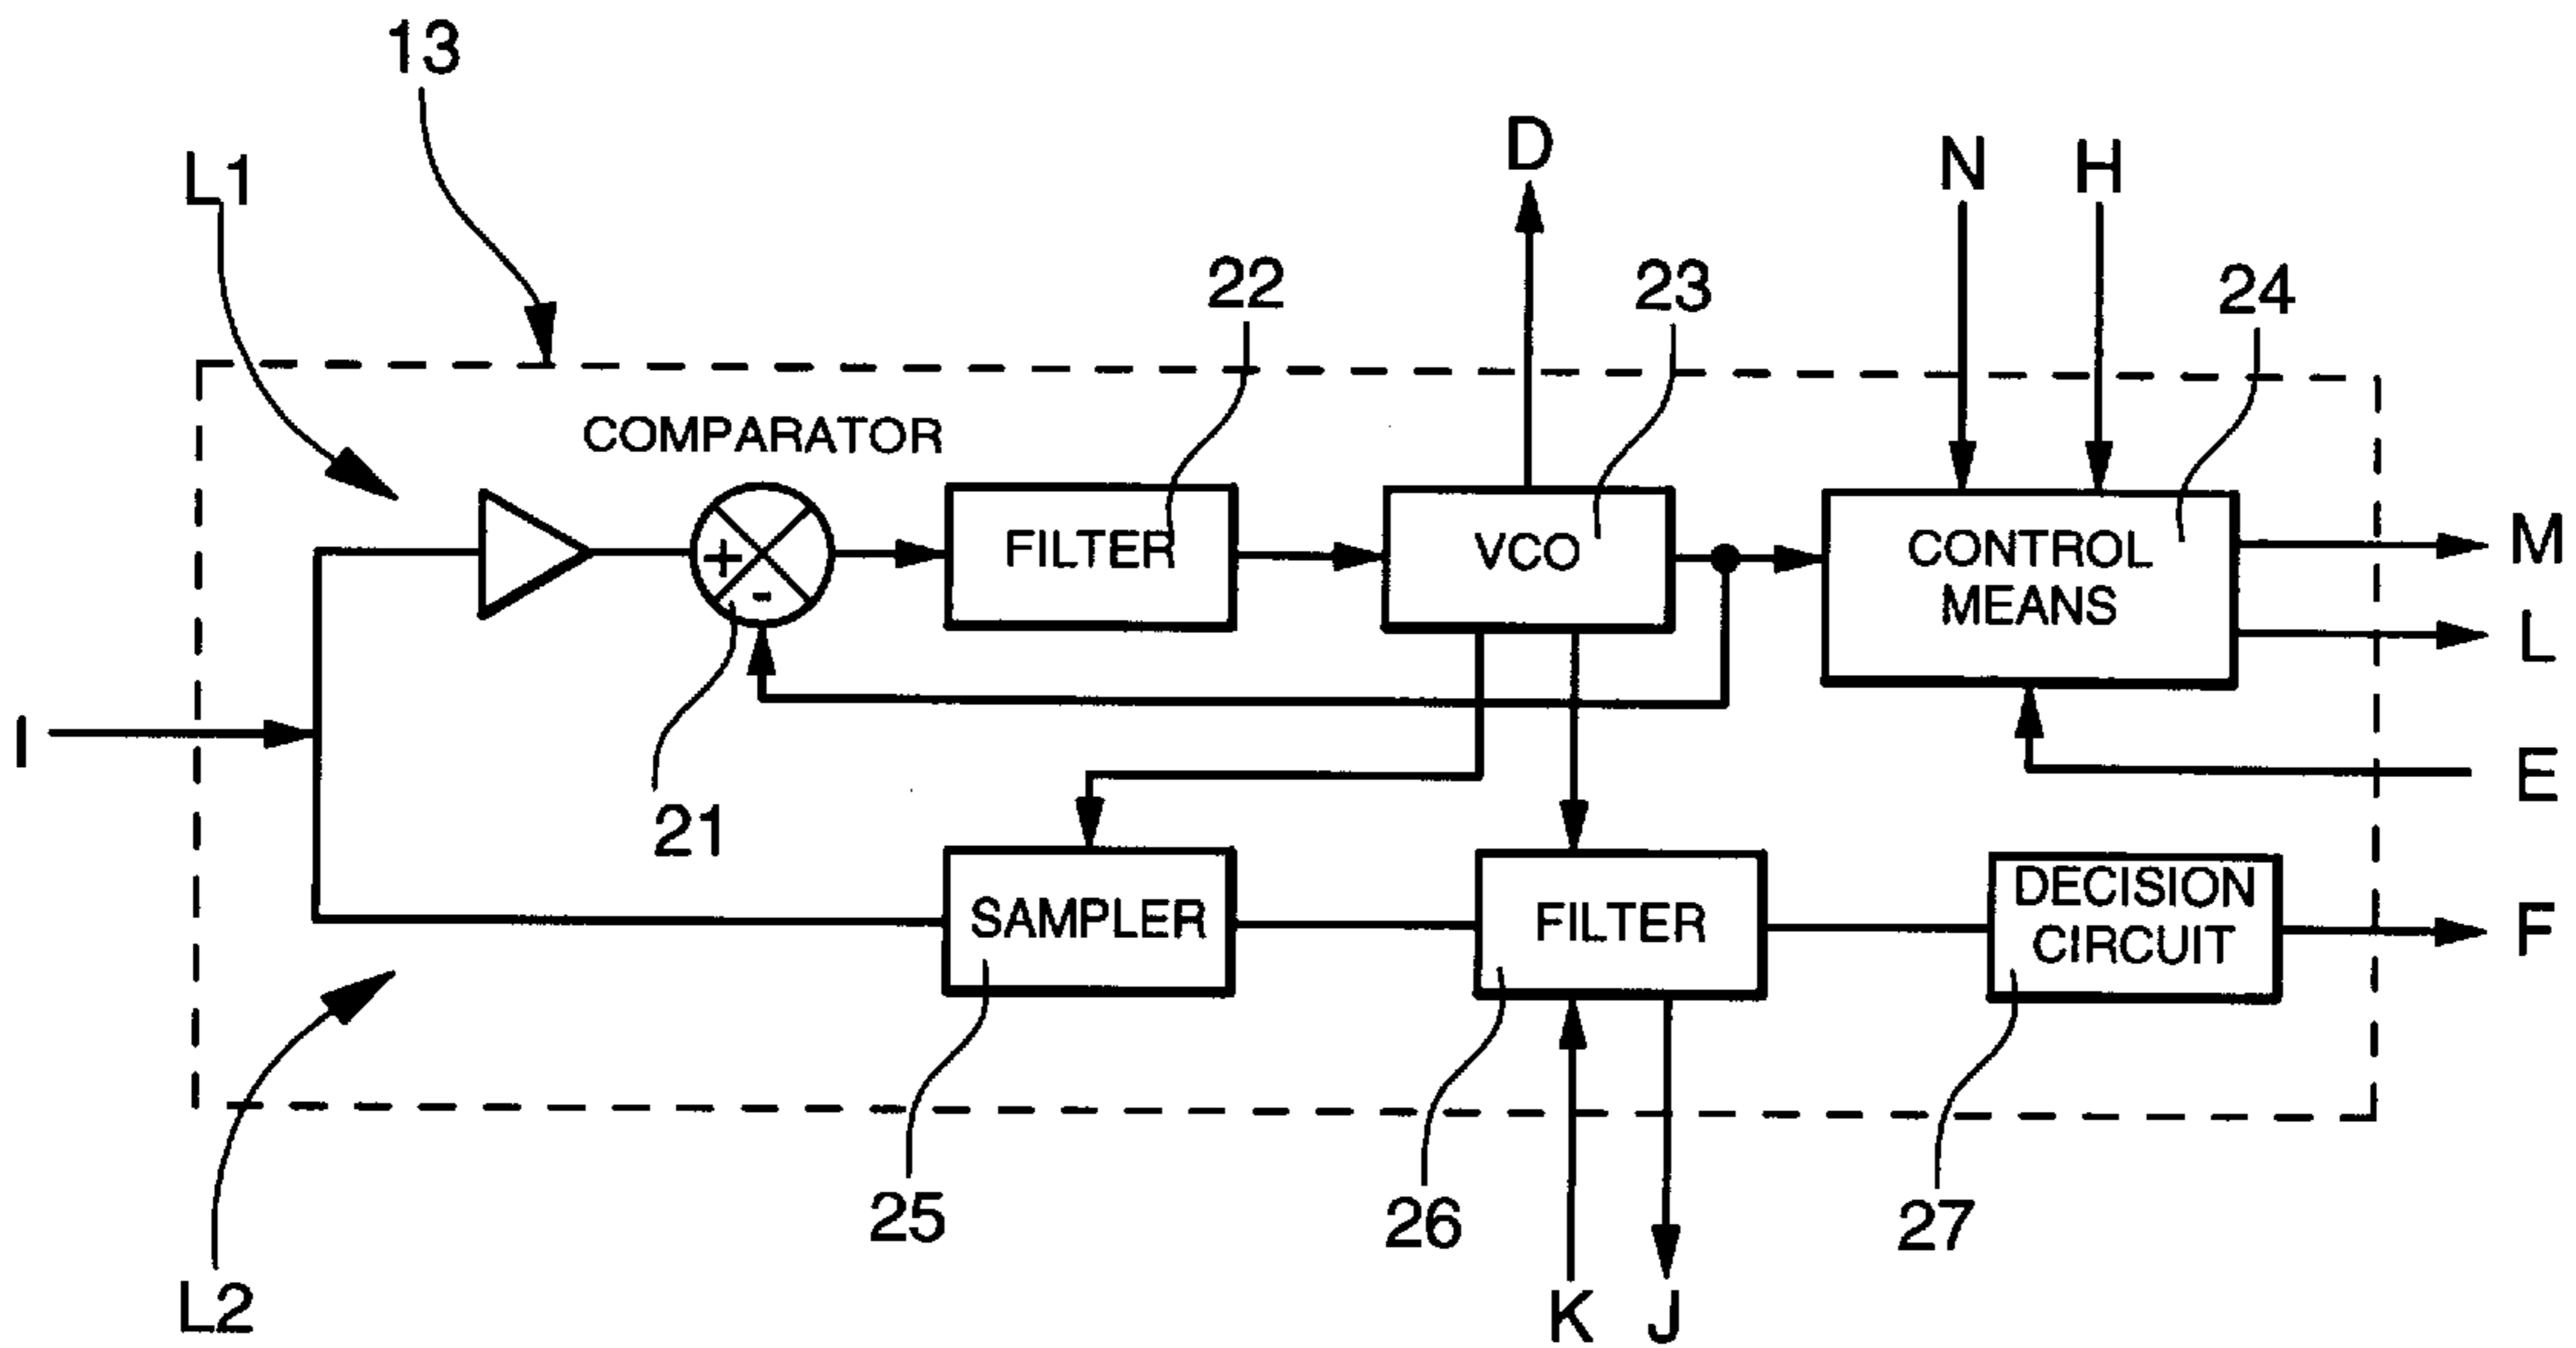 13
L1
D
N
H
22
23
24
COMPARATOR
+
-
FILTER
VCO
CONTROL
MEANS
M
L
I
21
E
SAMPLER
FILTER
DECISION
CIRCUIT
F
25
26
27
L2
K
J